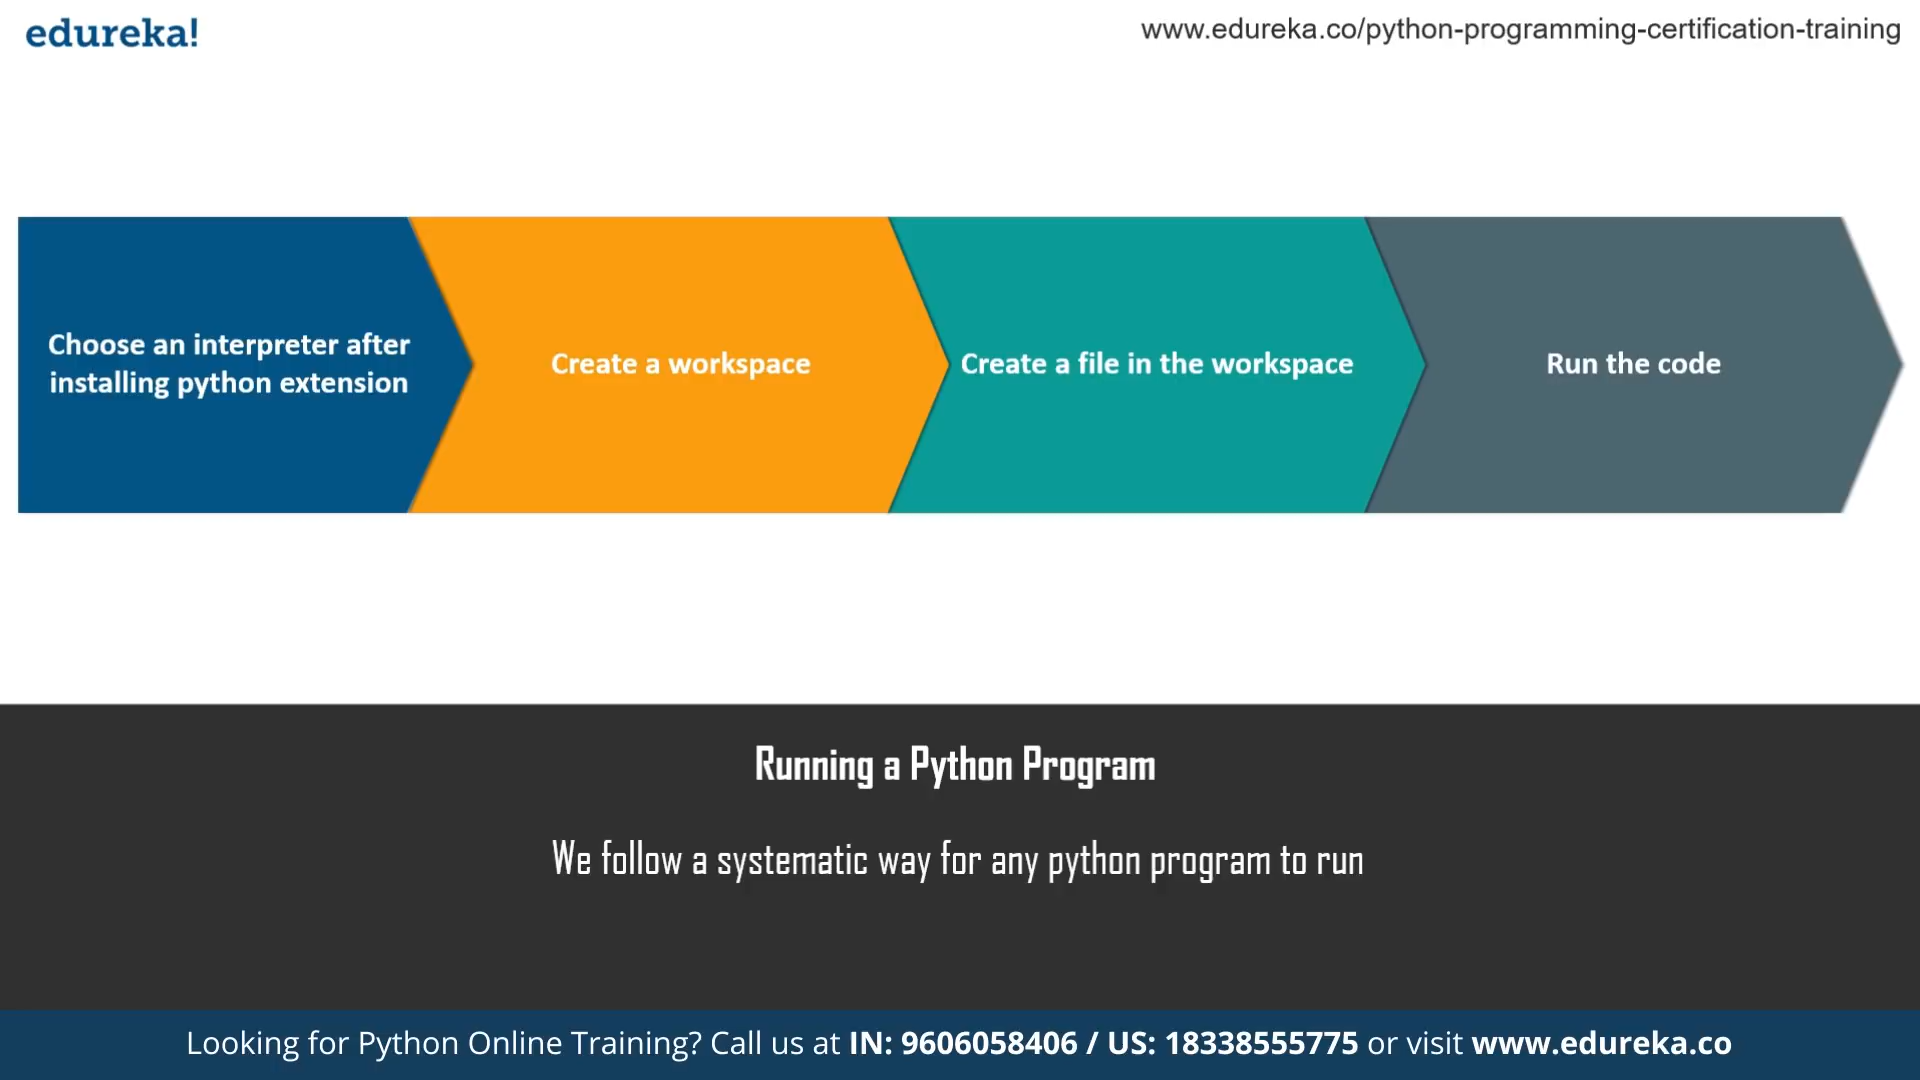 edureka!
www.edureka.co/python-programming-certification-training
Choose an interpreter after
installing python extension
Create a workspace
Create a file in the workspace
Run the code
Running a Python Program
We follow a systematic way for any python program to run
Looking for Python Online Training? Call us at IN: 9606058406 / US: 18338555775 or visit www.edureka.co